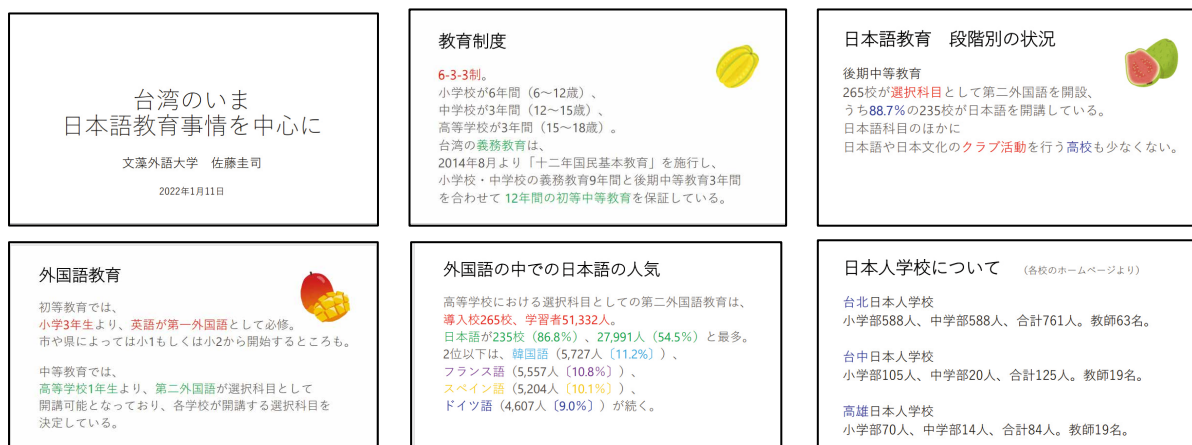 台湾のいま
日本語教育事情を中心に
文藻外語大学　佐藤圭司
2022年1月11日
教育制度
6-3-3制。
小学校が6年間（6～12歳）、
中学校が3年間（12～15歳）、
高等学校が3年間（15～18歳）。
台湾の義務教育は、
2014年8月より「十二年国民基本教育」を施行し、
小学校・中学校の義務教育9年間と後期中等教育3年間
を合わせて 12年間の初等中等教育を保証している。
日本語教育　段階別の状況
後期中等教育
265校が選択科目として第二外国語を開設、
うち88.7％の235校が日本語を開講している。
日本語科目のほかに
日本語や日本文化のクラブ活動を行う高校も少なくない。
外国語教育
初等教育では、
小学3年生より、英語が第一外国語として必修。
市や県によっては小1もしくは小2から開始するところも。
中等教育では、
高等学校1年生より、第二外国語が選択科目として
開講可能となっており、各学校が開講する選択科目を
決定している。
外国語の中での日本語の人気
高等学校における選択科目としての第二外国語教育は、
導入校265校、学習者51,332人。
日本語が235校（86.8%）、27,991人（54.5%）と最多。
2位以下は、韓国語（5,727人〔11.2%〕）、
フランス語（5,557人〔10.8%〕）、
スペイン語（5,204人〔10.1%〕）、
ドイツ語（4,607人〔9.0%〕）が続く。
日本人学校について　（各校のホームページより）
台北日本人学校
小学部588人、中学部588人、合計761人。教師63名。
台中日本人学校
小学部105人、中学部20人、合計125人。教師19名。
高雄日本人学校
小学部70人、中学部14人、合計84人。教師19名。